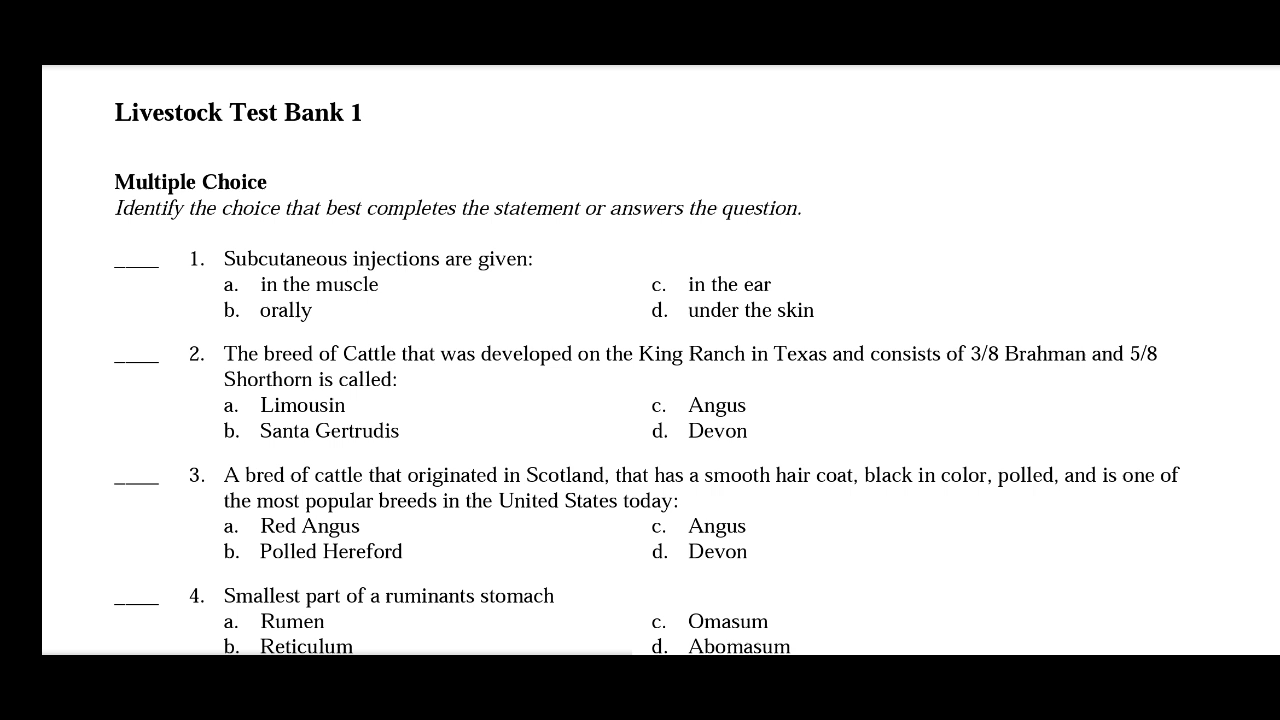 Livestock Test Bank 1
Multiple Choice
Identify the choice that best completes the statement or answers the question.
____ 1. Subcutaneous injections are given:
a. in the muscle c. in the ear
b. orally d. under the skin
____ 2. The breed of Cattle that was developed on the King Ranch in Texas and consists of 3/8 Brahman and 5/8
Shorthorn is called:
a. Limousin c. Angus
b. Santa Gertrudis d. Devon
____ 3. A bred of cattle that originated in Scotland, that has a smooth hair coat, black in color, polled, and is one of
the most popular breeds in the United States today:
a. Red Angus c. Angus
b. Polled Hereford d. Devon
____ 4. Smallest part of a ruminants stomach
a. Rumen c. Omasum
b. Reticulum d. Abomasum